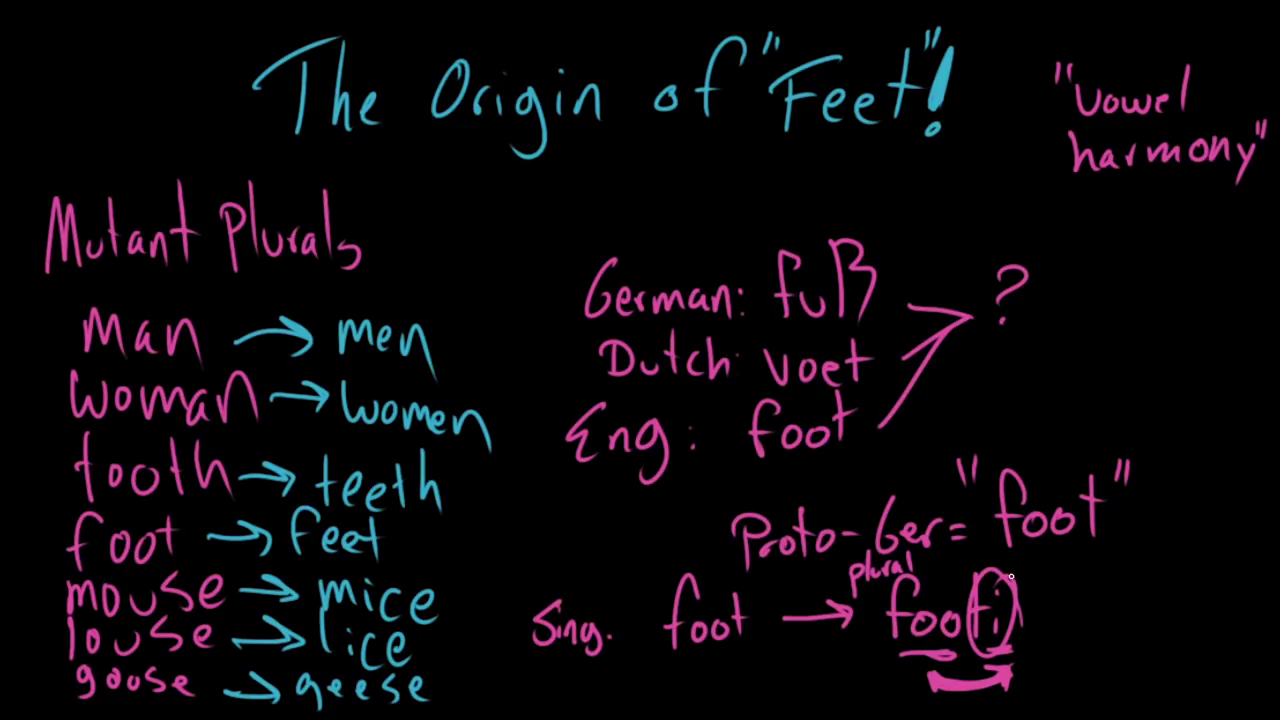 The Origin of "Feet"!
"vowel
harmony"
Mutant Plurals
man → men
woman → women
tooth → teeth
foot → feet
mouse → mice
louse → lice
goose → geese
German: fuß
Dutch: voet
Eng: foot
?
Proto-Ger = "foot"
plural
Sing. foot → footi